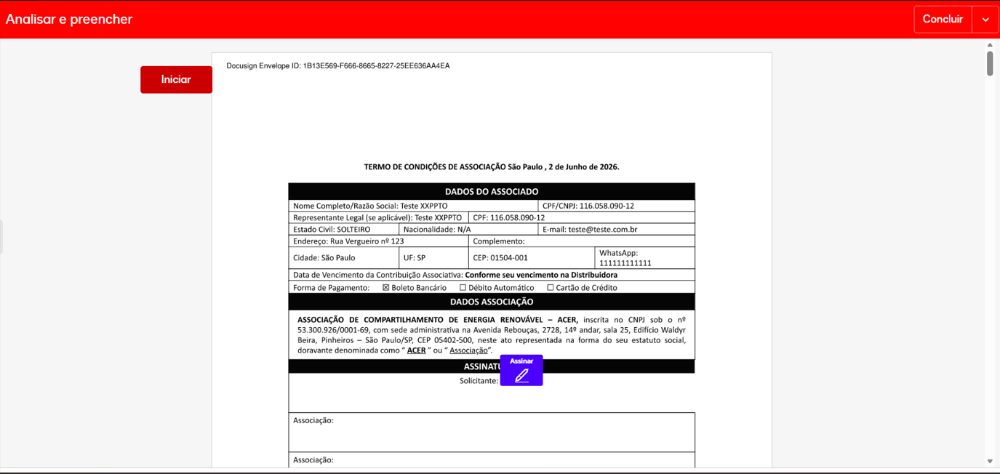 Analisar e preencher
Concluir
Iniciar
Docusign Envelope ID: 1B13E569-F666-8665-8227-25EE636AA4EA
TERMO DE CONDIÇÕES DE ASSOCIAÇÃO São Paulo , 2 de Junho de 2026.
DADOS DO ASSOCIADO
Nome Completo/Razão Social: Teste XXPPTO CPF/CNPJ: 116.058.090-12
Representante Legal (se aplicável): Teste XXPPTO CPF: 116.058.090-12
Estado Civil: SOLTEIRO Nacionalidade: N/A E-mail: teste@teste.com.br
Endereço: Rua Vergueiro nº 123 Complemento:
Cidade: São Paulo UF: SP CEP: 01504-001 WhatsApp:
111111111111
Data de Vencimento da Contribuição Associativa: Conforme seu vencimento na Distribuidora
Forma de Pagamento: ☒ Boleto Bancário ☐ Débito Automático ☐ Cartão de Crédito
DADOS ASSOCIAÇÃO
ASSOCIAÇÃO DE COMPARTILHAMENTO DE ENERGIA RENOVÁVEL – ACER, inscrita no CNPJ sob o nº
53.300.926/0001-69, com sede administrativa na Avenida Rebouças, 2728, 14º andar, sala 25, Edifício Waldyr
Beira, Pinheiros – São Paulo/SP, CEP 05402-500, neste ato representada na forma do seu estatuto social,
doravante denominada como “ ACER ” ou “ Associação”.
Assinar
Solicitante:
Associação:
Associação: